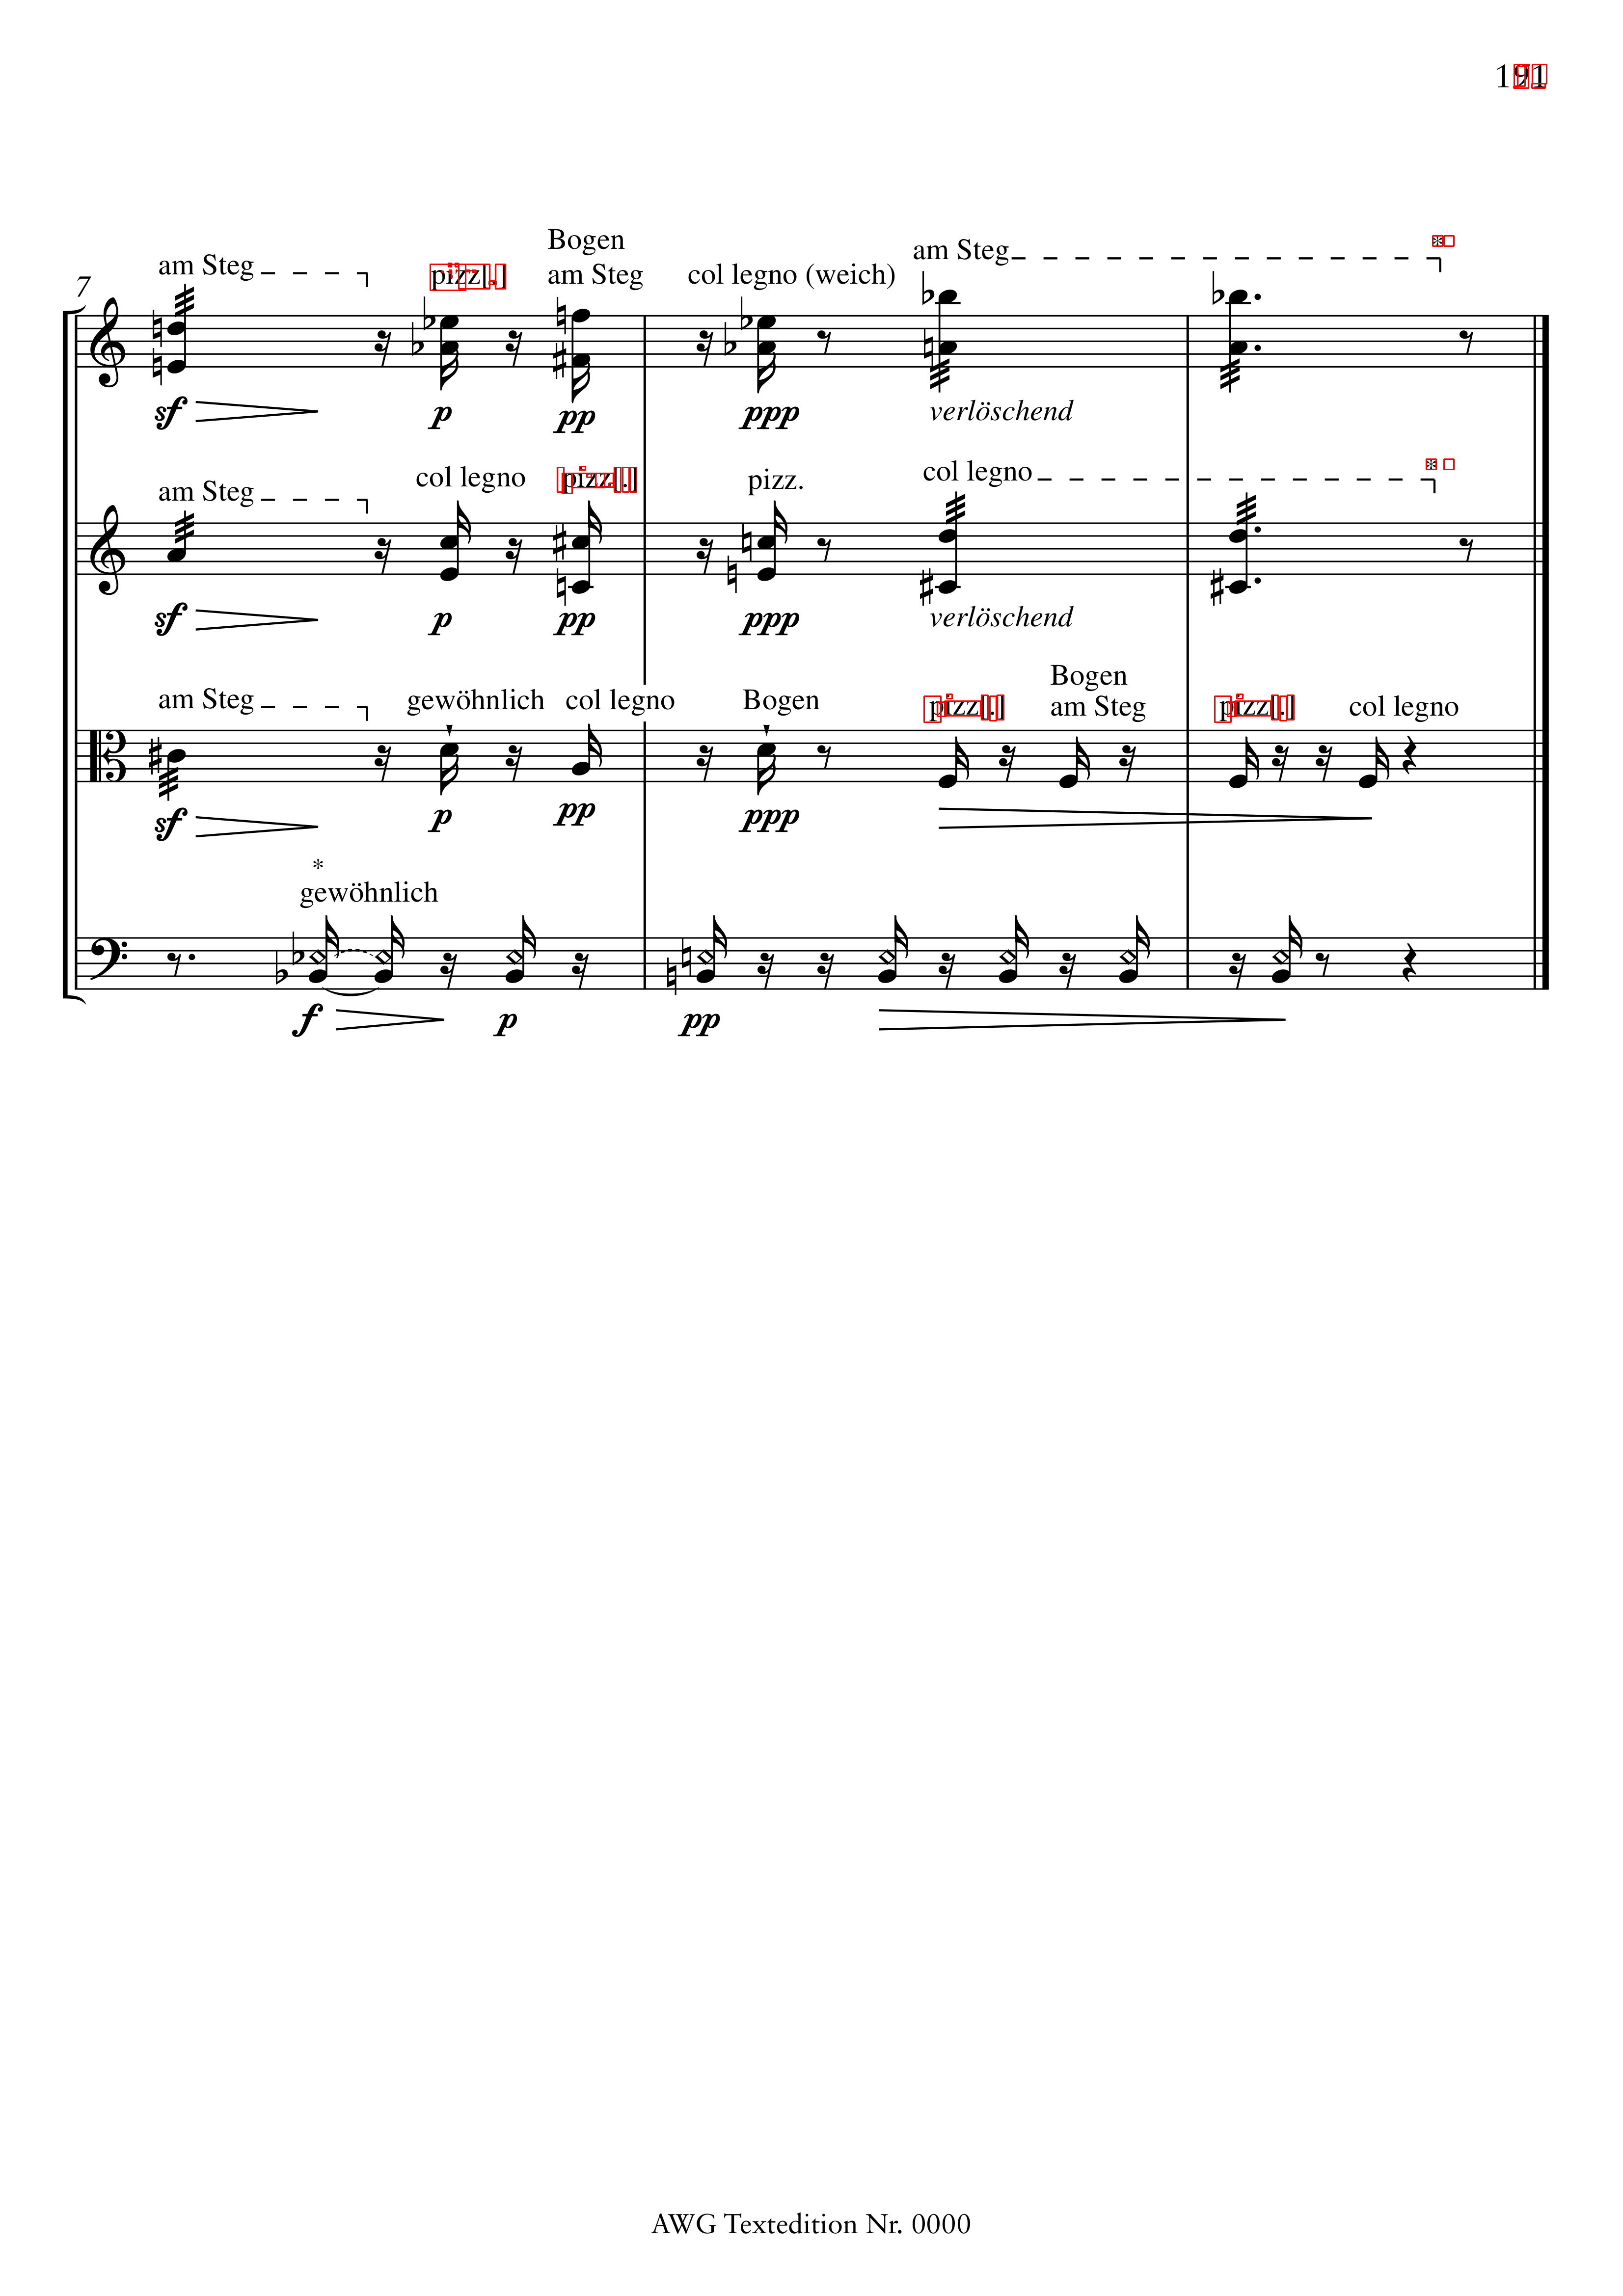 Bogen
am Steg
pizz[.]
am Steg
col legno (weich)
am Steg
*
7
sf
p
pp
ppp
verlöschend
am Steg
col legno
pizz[.]
pizz.
col legno
*
sf
p
pp
ppp
verlöschend
am Steg
gewöhnlich
col legno
Bogen
pizz[.]
Bogen
am Steg
pizz[.]
col legno
sf
p
pp
ppp
*
gewöhnlich
f
p
pp
AWG Textedition Nr. 0000